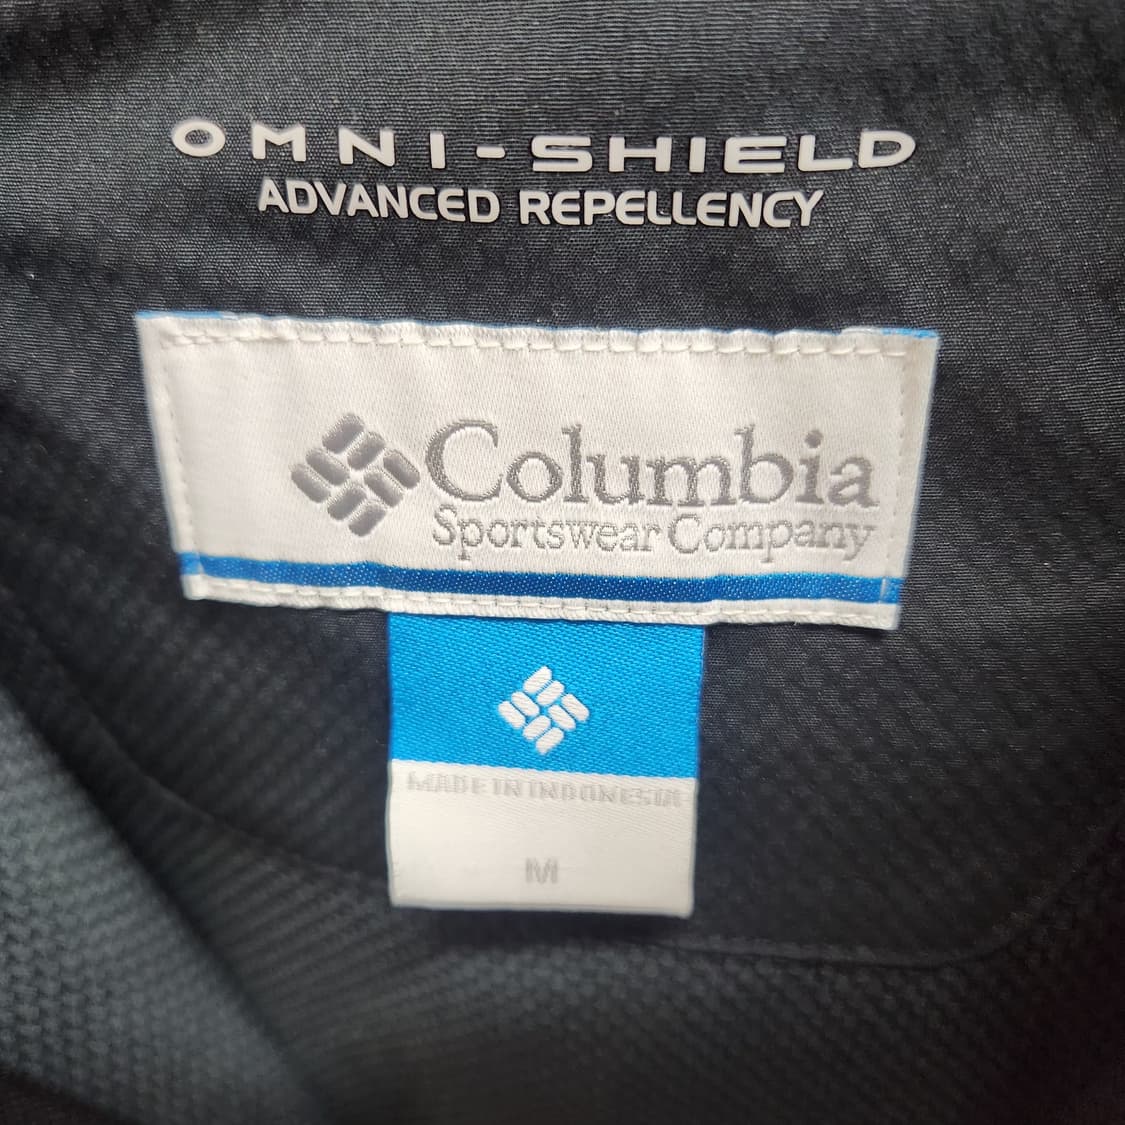 OMNI-SHIELD
ADVANCED REPELLENCY
Columbia
Sportswear Company
MADE IN INDONESIA
M